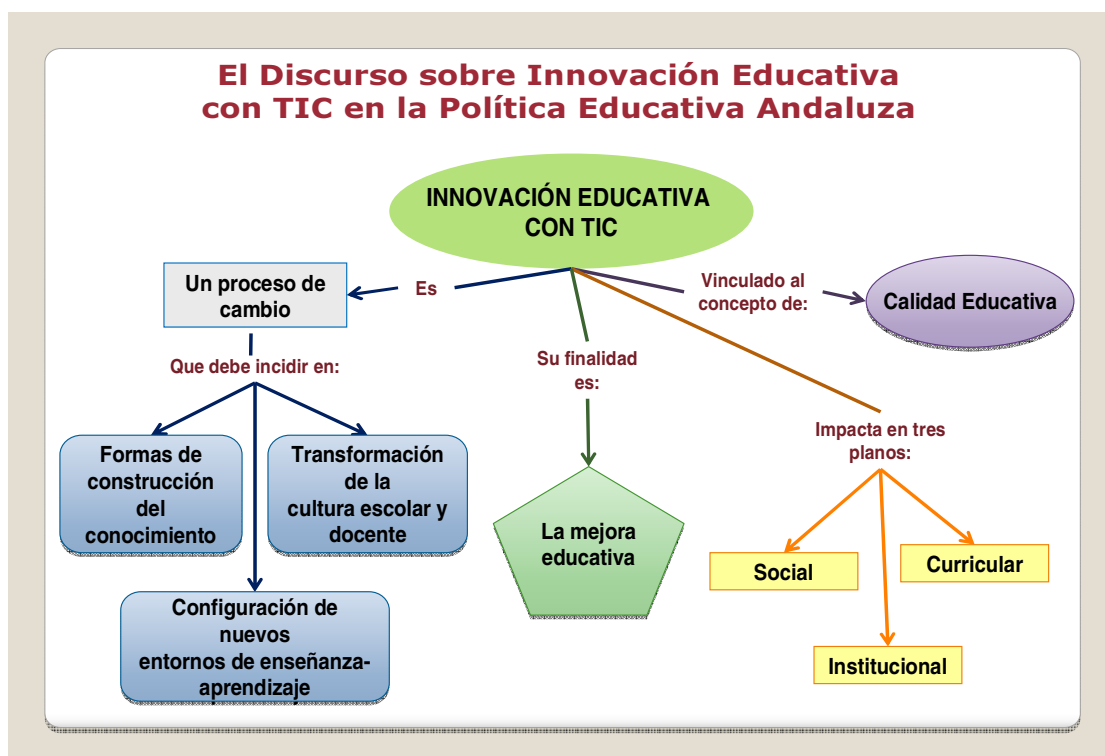 El Discurso sobre Innovación Educativa
con TIC en la Política Educativa Andaluza
INNOVACIÓN EDUCATIVA
CON TIC
Un proceso de
cambio
Es
Vinculado al
concepto de:
Calidad Educativa
Que debe incidir en:
Su finalidad
es:
Impacta en tres
planos:
Formas de
construcción
del
conocimiento
Transformación
de la
cultura escolar y
docente
La mejora
educativa
Social
Curricular
Configuración de
nuevos
entornos de enseñanza-
aprendizaje
Institucional